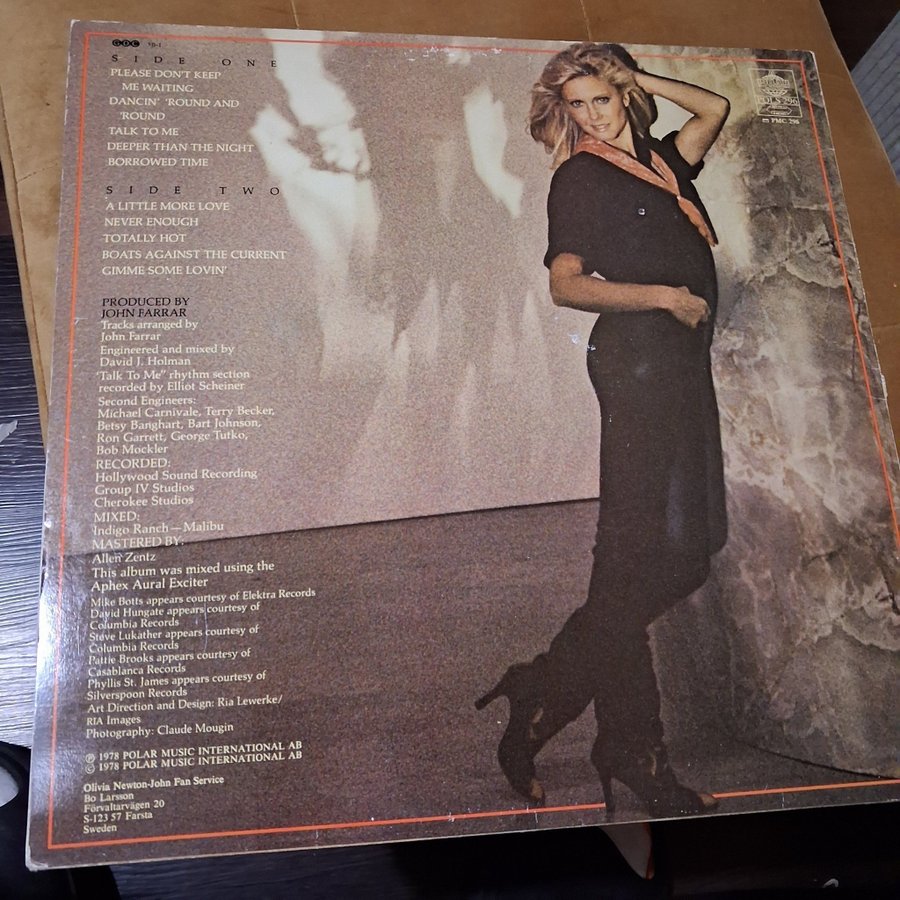 GDC 50-1
SIDE ONE
PLEASE DON'T KEEP
ME WAITING
DANCIN' 'ROUND AND
'ROUND
TALK TO ME
DEEPER THAN THE NIGHT
BORROWED TIME
SIDE TWO
A LITTLE MORE LOVE
NEVER ENOUGH
TOTALLY HOT
BOATS AGAINST THE CURRENT
GIMME SOME LOVIN'
PRODUCED BY
JOHN FARRAR
Tracks arranged by
John Farrar
Engineered and mixed by
David J. Holman
'Talk To Me" rhythm section
recorded by Elliot Scheiner
Second Engineers:
Michael Carnivale, Terry Becker,
Betsy Banghart, Bart Johnson,
Ron Garrett, George Tutko,
Bob Mockler
RECORDED:
Hollywood Sound Recording
Group IV Studios
Cherokee Studios
MIXED:
Indigo Ranch—Malibu
MASTERED BY:
Allen Zentz
This album was mixed using the
Aphex Aural Exciter
Mike Botts appears courtesy of Elektra Records
David Hungate appears courtesy of
Columbia Records
Steve Lukather appears courtesy of
Columbia Records
Pattie Brooks appears courtesy of
Casablanca Records
Phyllis St. James appears courtesy of
Silverspoon Records
Art Direction and Design: Ria Lewerke/
RIA Images
Photography: Claude Mougin
℗ 1978 POLAR MUSIC INTERNATIONAL AB
© 1978 POLAR MUSIC INTERNATIONAL AB
Olivia Newton-John Fan Service
Bo Larsson
Förvaltarvägen 20
S-123 57 Farsta
Sweden
POLS 296
PMC 296